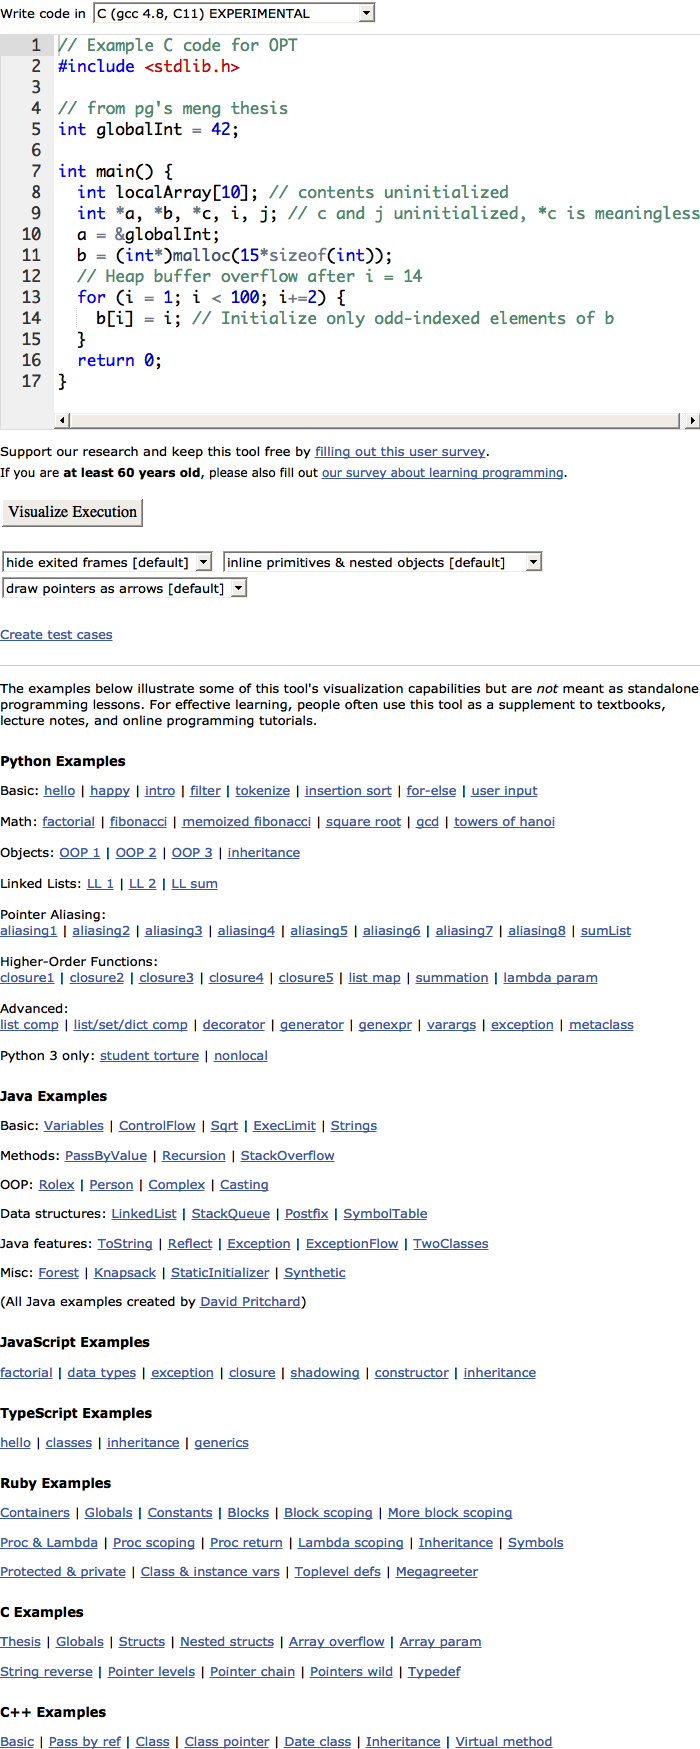 Write code in C (gcc 4.8, C11) EXPERIMENTAL
1 // Example C code for OPT
2 #include <stdlib.h>
3
4 // from pg's meng thesis
5 int globalInt = 42;
6
7 int main() {
8   int localArray[10]; // contents uninitialized
9   int *a, *b, *c, i, j; // c and j uninitialized, *c is meaningless
10   a = &globalInt;
11   b = (int*)malloc(15*sizeof(int));
12   // Heap buffer overflow after i = 14
13   for (i = 1; i < 100; i+=2) {
14     b[i] = i; // Initialize only odd-indexed elements of b
15   }
16   return 0;
17 }
Support our research and keep this tool free by filling out this user survey.
If you are at least 60 years old, please also fill out our survey about learning programming.
Visualize Execution
hide exited frames [default] inline primitives & nested objects [default]
draw pointers as arrows [default]
Create test cases
The examples below illustrate some of this tool's visualization capabilities but are not meant as standalone
programming lessons. For effective learning, people often use this tool as a supplement to textbooks,
lecture notes, and online programming tutorials.
Python Examples
Basic: hello | happy | intro | filter | tokenize | insertion sort | for-else | user input
Math: factorial | fibonacci | memoized fibonacci | square root | gcd | towers of hanoi
Objects: OOP 1 | OOP 2 | OOP 3 | inheritance
Linked Lists: LL 1 | LL 2 | LL sum
Pointer Aliasing:
aliasing1 | aliasing2 | aliasing3 | aliasing4 | aliasing5 | aliasing6 | aliasing7 | aliasing8 | sumList
Higher-Order Functions:
closure1 | closure2 | closure3 | closure4 | closure5 | list map | summation | lambda param
Advanced:
list comp | list/set/dict comp | decorator | generator | genexpr | varargs | exception | metaclass
Python 3 only: student torture | nonlocal
Java Examples
Basic: Variables | ControlFlow | Sqrt | ExecLimit | Strings
Methods: PassByValue | Recursion | StackOverflow
OOP: Rolex | Person | Complex | Casting
Data structures: LinkedList | StackQueue | Postfix | SymbolTable
Java features: ToString | Reflect | Exception | ExceptionFlow | TwoClasses
Misc: Forest | Knapsack | StaticInitializer | Synthetic
(All Java examples created by David Pritchard)
JavaScript Examples
factorial | data types | exception | closure | shadowing | constructor | inheritance
TypeScript Examples
hello | classes | inheritance | generics
Ruby Examples
Containers | Globals | Constants | Blocks | Block scoping | More block scoping
Proc & Lambda | Proc scoping | Proc return | Lambda scoping | Inheritance | Symbols
Protected & private | Class & instance vars | Toplevel defs | Megagreeter
C Examples
Thesis | Globals | Structs | Nested structs | Array overflow | Array param
String reverse | Pointer levels | Pointer chain | Pointers wild | Typedef
C++ Examples
Basic | Pass by ref | Class | Class pointer | Date class | Inheritance | Virtual method